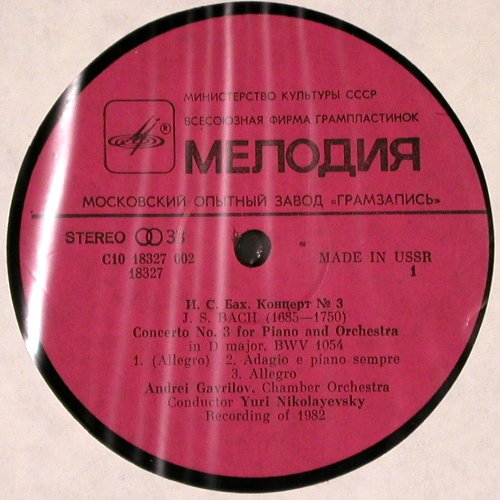 МИНИСТЕРСТВО КУЛЬТУРЫ СССР
ВСЕСОЮЗНАЯ ФИРМА ГРАМПЛАСТИНОК
® МЕЛОДИЯ
МОСКОВСКИЙ ОПЫТНЫЙ ЗАВОД «ГРАМЗАПИСЬ»
STEREO 33
С10 18327 002
18327
MADE IN USSR
1
И. С. Бах. Концерт № 3
J. S. BACH (1685—1750)
Concerto No. 3 for Piano and Orchestra
in D major, BWV 1054
1. (Allegro) 2. Adagio e piano sempre
3. Allegro
Andrei Gavrilov, Chamber Orchestra
Conductor Yuri Nikolayevsky
Recording of 1982